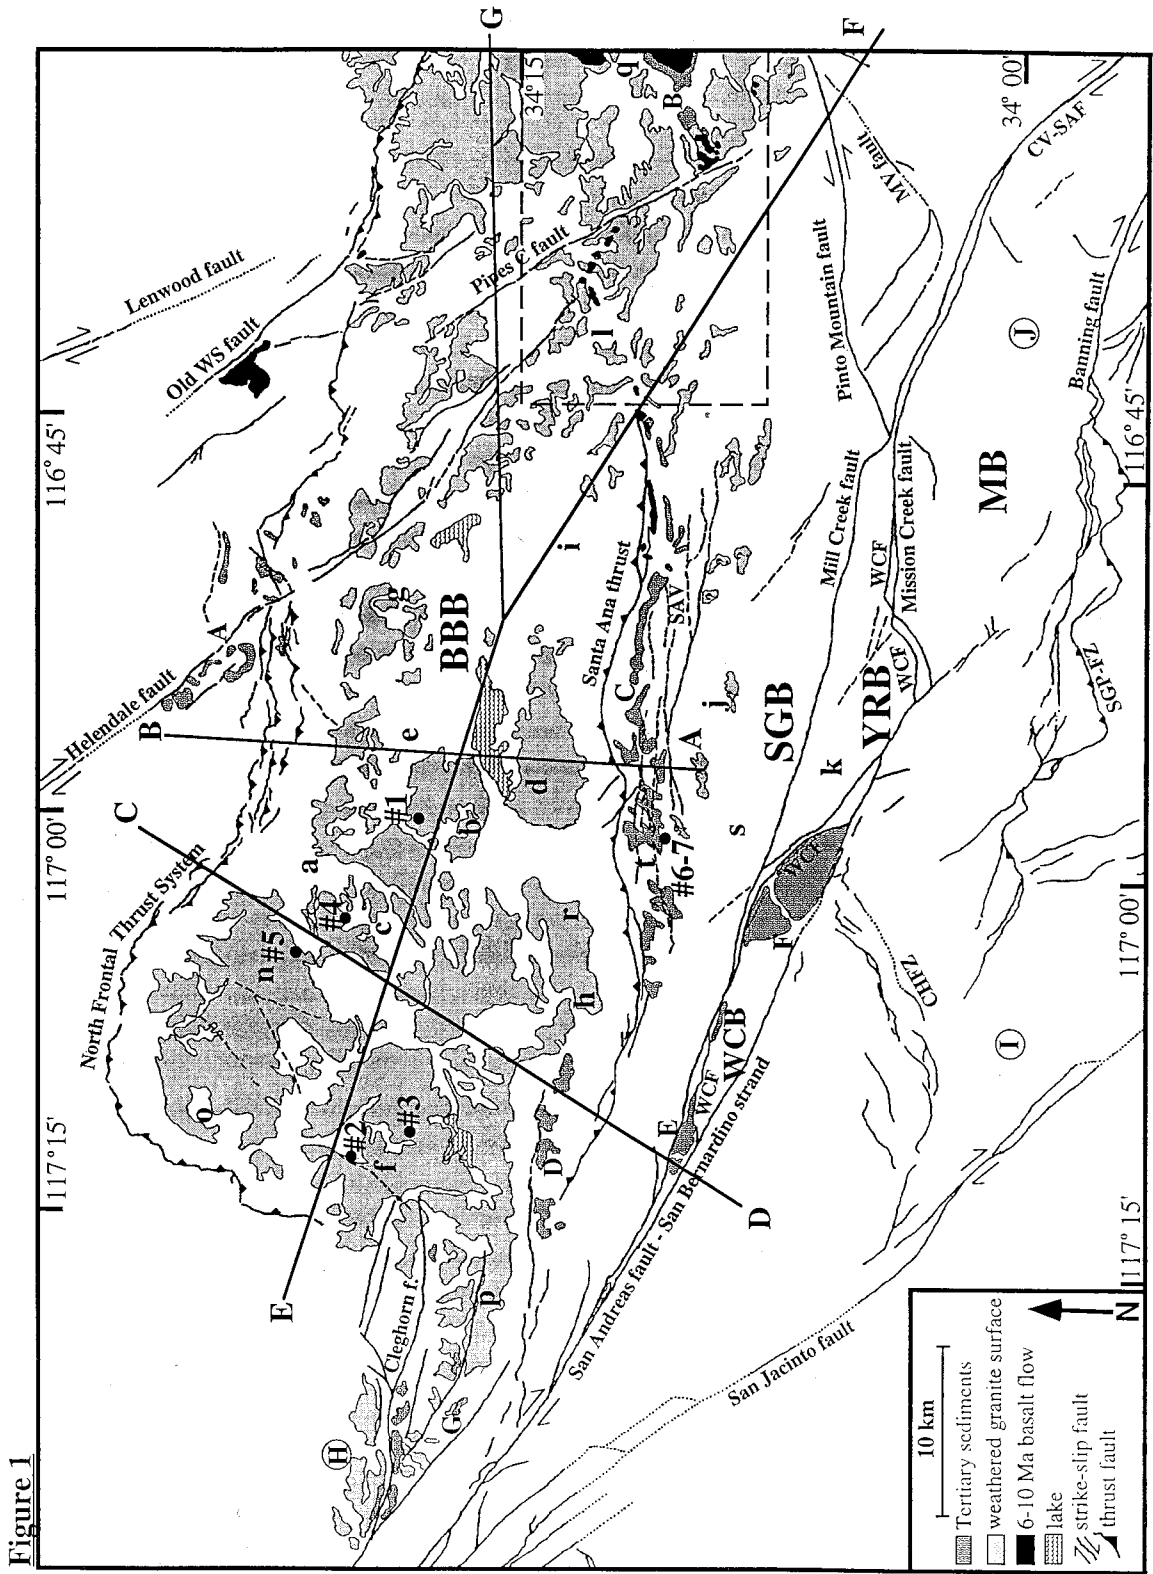 Figure 1
117° 15'
117° 00'
116° 45'
G
C
B
Lenwood fault
Old WS fault
Helendale fault
A
North Frontal Thrust System
34° 15'
Pipes C fault
q
B
F
n
#5
a
#4
c
#1
b
e
g
BBB
i
l
o
#2
f
#3
h
r
d
E
Cleghorn f.
p
H
G
D
Santa Ana thrust
C
t
#6-7
SAV
A
j
s
SGB
Mill Creek fault
Pinto Mountain fault
MV fault
34° 00'
CV-SAF
E
WCF
WCB
F
WCF
k
YRB
WCF
WCF
Mission Creek fault
D
San Andreas fault - San Bernardino strand
San Jacinto fault
CHFZ
I
MB
J
Banning fault
SGP-FZ
117° 15'
117° 00'
116° 45'
10 km
Tertiary sediments
weathered granite surface
6-10 Ma basalt flow
lake
strike-slip fault
thrust fault
N